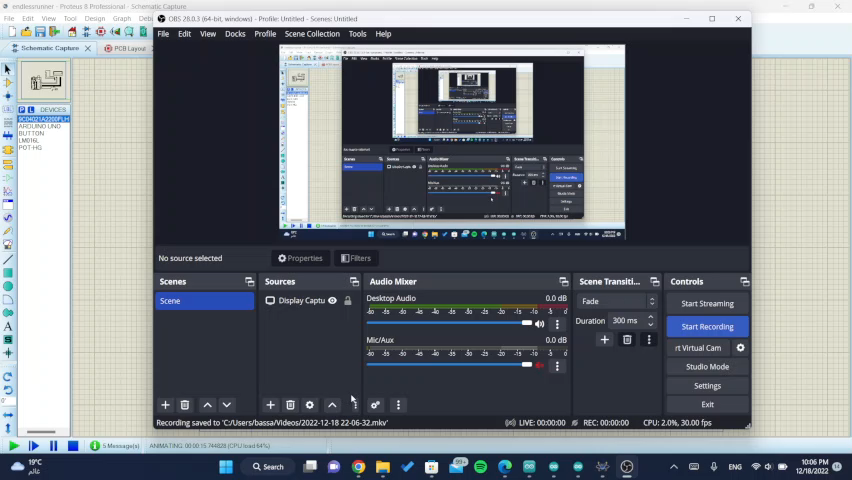 endlessrunner - Proteus 8 Professional - Schematic Capture
File Edit View Tool Design Graph
Schematic Capture
PCB Layout
P L DEVICES
9C04021A2200FLH
ARDUINO UNO
BUTTON
LM016L
POT-HG
OBS 28.0.3 (64-bit, windows) - Profile: Untitled - Scenes: Untitled
File Edit View Docks Profile Scene Collection Tools Help
No source selected
Properties
Filters
Scenes
Scene
Sources
Display Captu
Audio Mixer
Desktop Audio 0.0 dB
-60 -55 -50 -45 -40 -35 -30 -25 -20 -15 -10 -5 0
Mic/Aux 0.0 dB
-60 -55 -50 -45 -40 -35 -30 -25 -20 -15 -10 -5 0
Scene Transiti...
Fade
Duration 300 ms
Controls
Start Streaming
Start Recording
rt Virtual Cam
Studio Mode
Settings
Exit
Recording saved to 'C:/Users/bassa/Videos/2022-12-18 22-06-32.mkv'
LIVE: 00:00:00
REC: 00:00:00
CPU: 2.0%, 30.00 fps
0°
5 Message(s)
ANIMATING: 00:00:15.744828 (CPU load 64%)
19°C
غائم
Search
99+
ENG
10:06 PM
12/18/2022